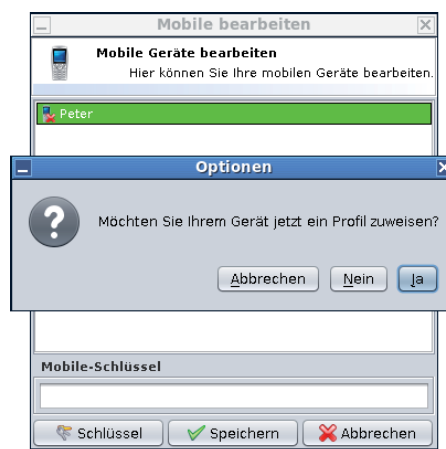 Mobile bearbeiten
Mobile Geräte bearbeiten
Hier können Sie Ihre mobilen Geräte bearbeiten.
Peter
Optionen
Möchten Sie Ihrem Gerät jetzt ein Profil zuweisen?
Abbrechen Nein Ja
Mobile-Schlüssel
Schlüssel Speichern Abbrechen